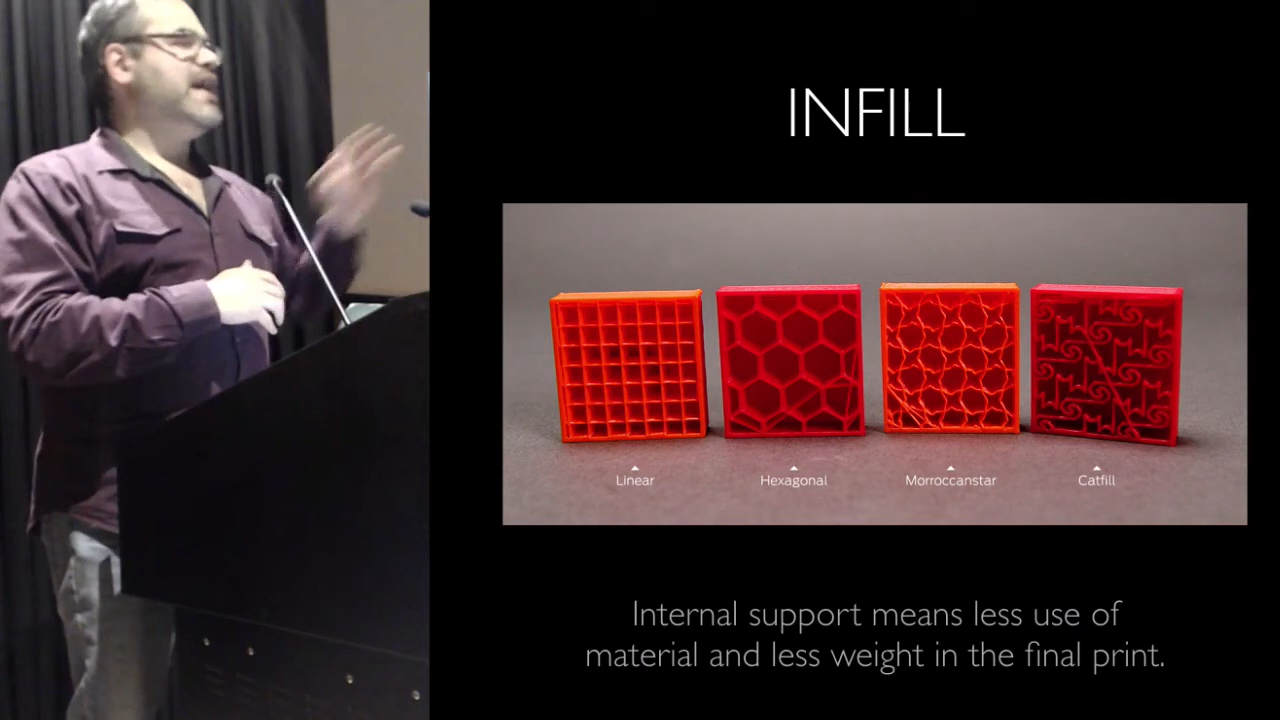 INFILL
Linear
Hexagonal
Morroccanstar
Catfill
Internal support means less use of
material and less weight in the final print.